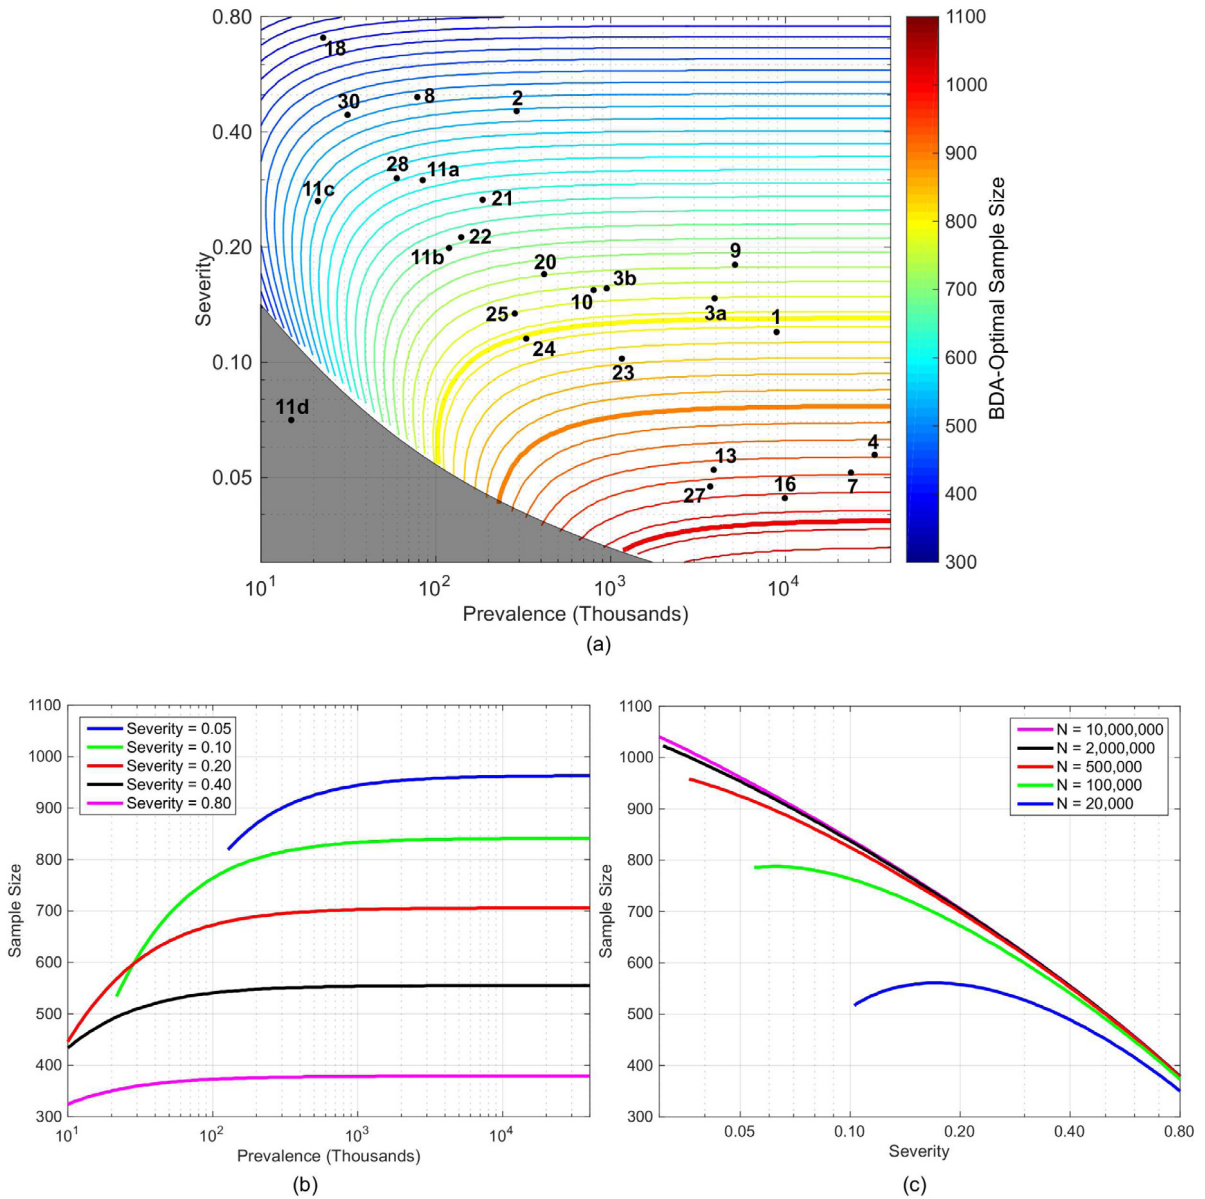 0.80
0.40
0.20
0.10
0.05
Severity
18
30
8
2
28
11a
11c
21
22
11b
20
3b
9
10
3a
25
1
24
23
11d
13
4
27
16
7
10^1
10^2
10^3
10^4
Prevalence (Thousands)
1100
1000
900
800
700
600
500
400
300
BDA-Optimal Sample Size
(a)
1100
1000
900
800
700
600
500
400
300
Sample Size
Severity = 0.05
Severity = 0.10
Severity = 0.20
Severity = 0.40
Severity = 0.80
10^1
10^2
10^3
10^4
Prevalence (Thousands)
(b)
1100
1000
900
800
700
600
500
400
300
Sample Size
N = 10,000,000
N = 2,000,000
N = 500,000
N = 100,000
N = 20,000
0.05
0.10
0.20
0.40
0.80
Severity
(c)